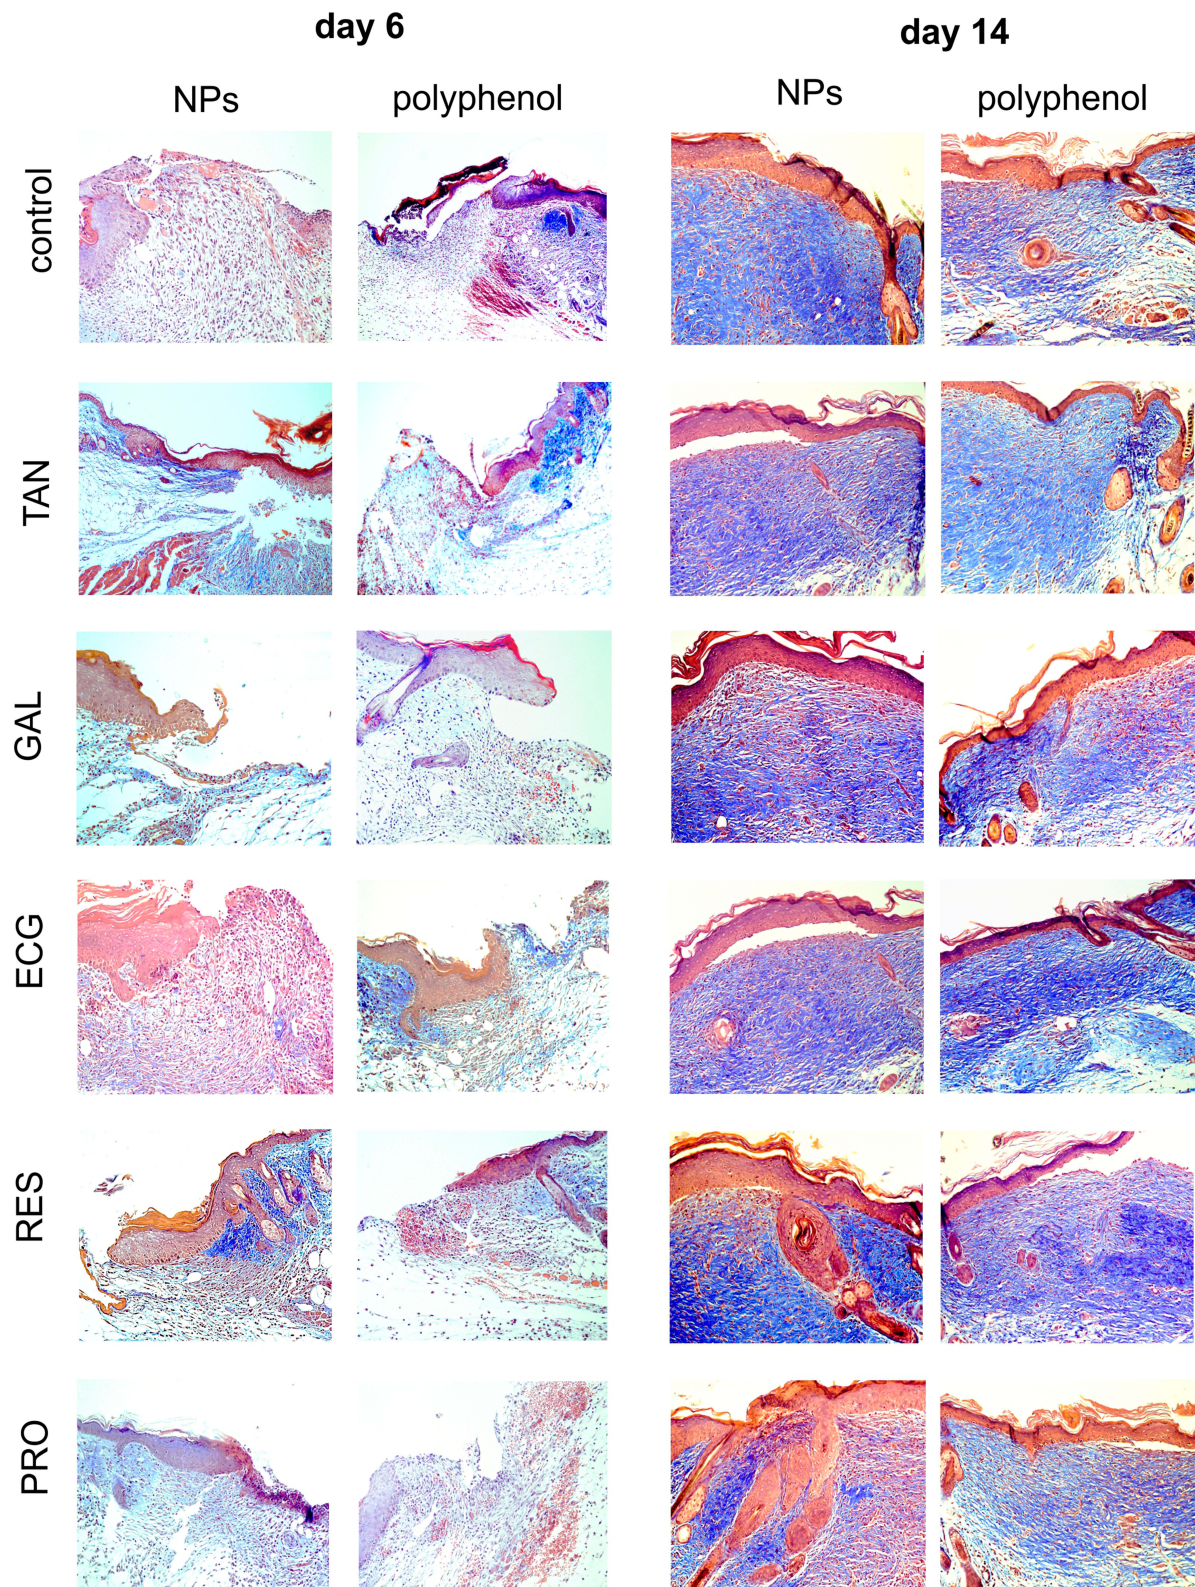 day 6 day 14
NPs polyphenol NPs polyphenol
control
TAN
GAL
ECG
RES
PRO